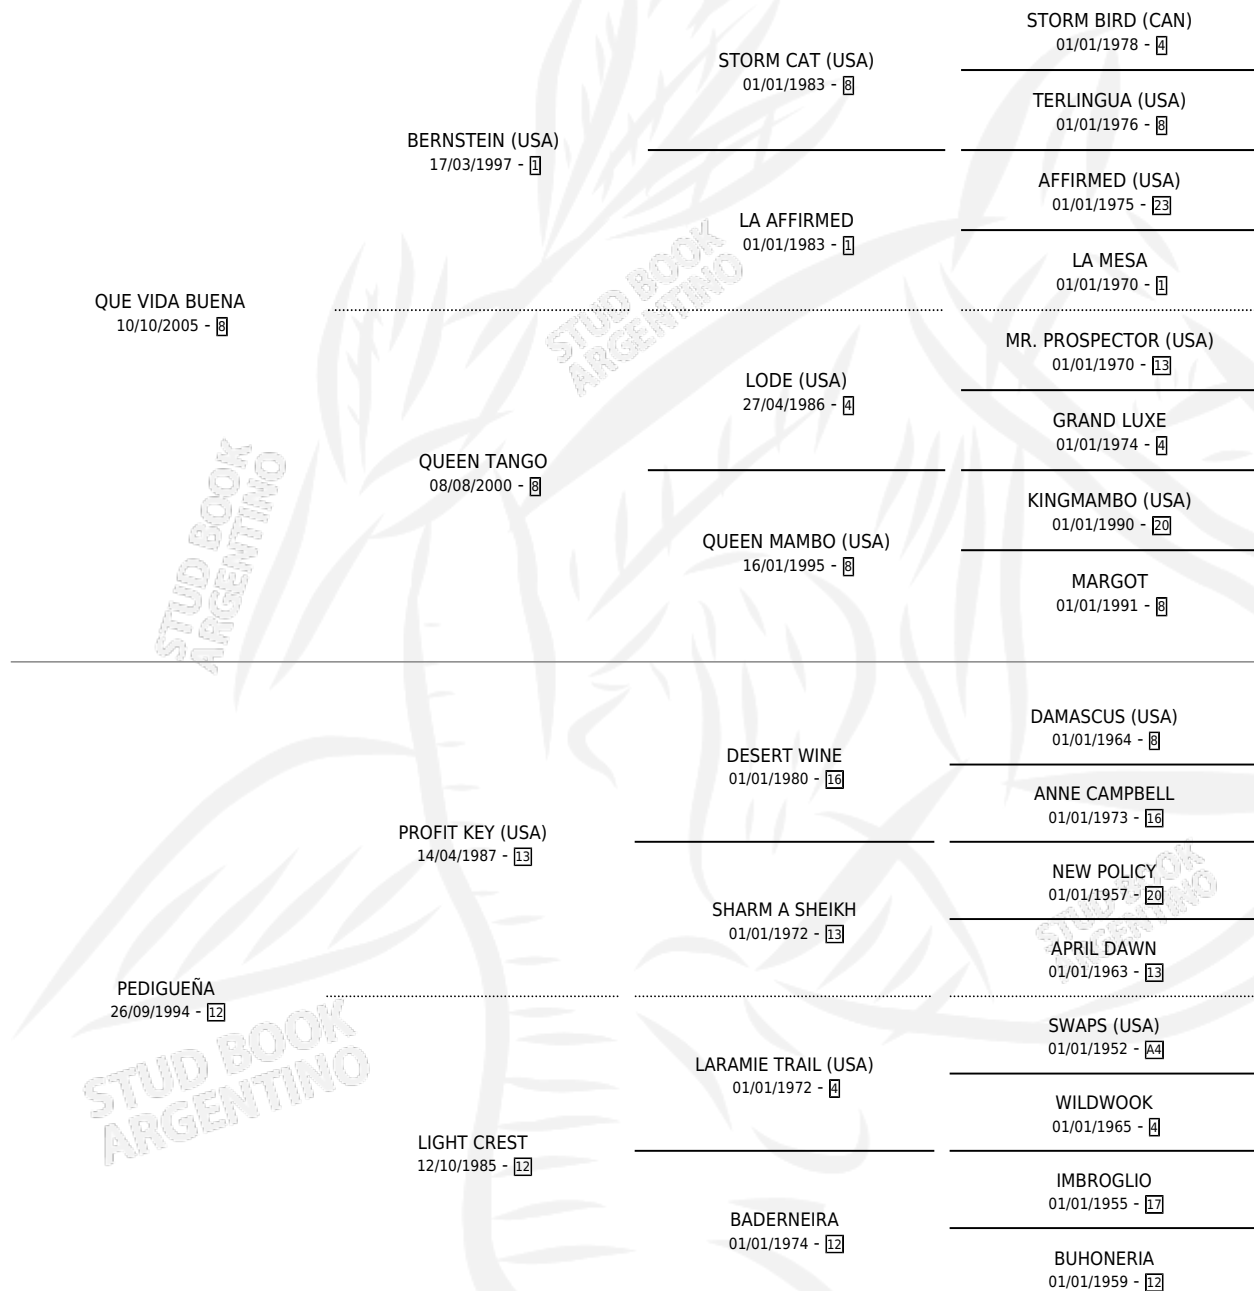 STORM BIRD (CAN)
01/01/1978 - 4
STORM CAT (USA)
01/01/1983 - 8
TERLINGUA (USA)
01/01/1976 - 8
BERNSTEIN (USA)
17/03/1997 - 1
AFFIRMED (USA)
01/01/1975 - 23
LA AFFIRMED
01/01/1983 - 1
LA MESA
01/01/1970 - 1
QUE VIDA BUENA
10/10/2005 - 8
MR. PROSPECTOR (USA)
01/01/1970 - 13
LODE (USA)
27/04/1986 - 4
GRAND LUXE
01/01/1974 - 4
QUEEN TANGO
08/08/2000 - 8
KINGMAMBO (USA)
01/01/1990 - 20
QUEEN MAMBO (USA)
16/01/1995 - 8
MARGOT
01/01/1991 - 8
STUD BOOK
ARGENTINO
STUD BOOK
ARGENTINO
DAMASCUS (USA)
01/01/1964 - 8
DESERT WINE
01/01/1980 - 16
ANNE CAMPBELL
01/01/1973 - 16
PROFIT KEY (USA)
14/04/1987 - 13
NEW POLICY
01/01/1957 - 20
SHARM A SHEIKH
01/01/1972 - 13
APRIL DAWN
01/01/1963 - 13
PEDIGUEÑA
26/09/1994 - 12
SWAPS (USA)
01/01/1952 - A4
LARAMIE TRAIL (USA)
01/01/1972 - 4
WILDWOOK
01/01/1965 - 4
LIGHT CREST
12/10/1985 - 12
IMBROGLIO
01/01/1955 - 17
BADERNEIRA
01/01/1974 - 12
BUHONERIA
01/01/1959 - 12
STUD BOOK
ARGENTINO
STUD BOOK
ARGENTINO